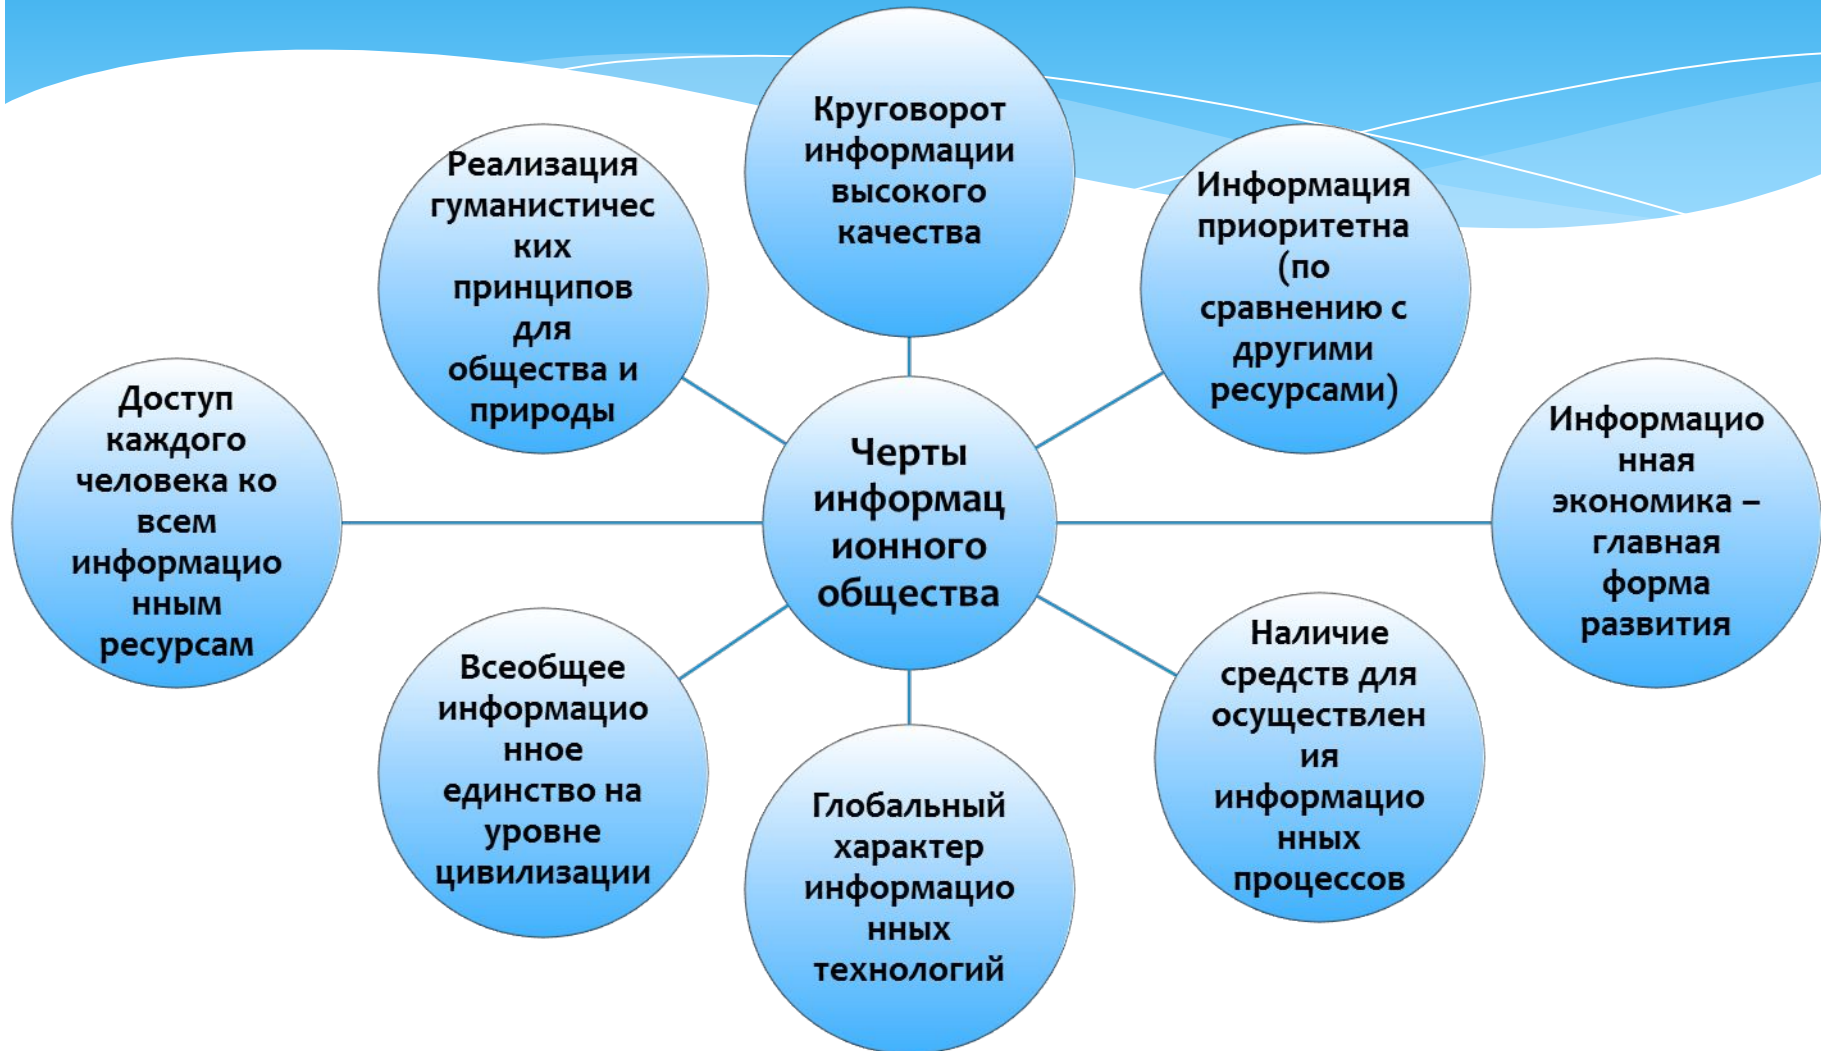 Круговорот
информации
высокого
качества
Реализация
гуманистичес
ких
принципов
для
общества и
природы
Информация
приоритетна
(по
сравнению с
другими
ресурсами)
Доступ
каждого
человека ко
всем
информацио
нным
ресурсам
Черты
информац
ионного
общества
Информацио
нная
экономика –
главная
форма
развития
Всеобщее
информацио
нное
единство на
уровне
цивилизации
Глобальный
характер
информацио
нных
технологий
Наличие
средств для
осуществлен
ия
информацио
нных
процессов